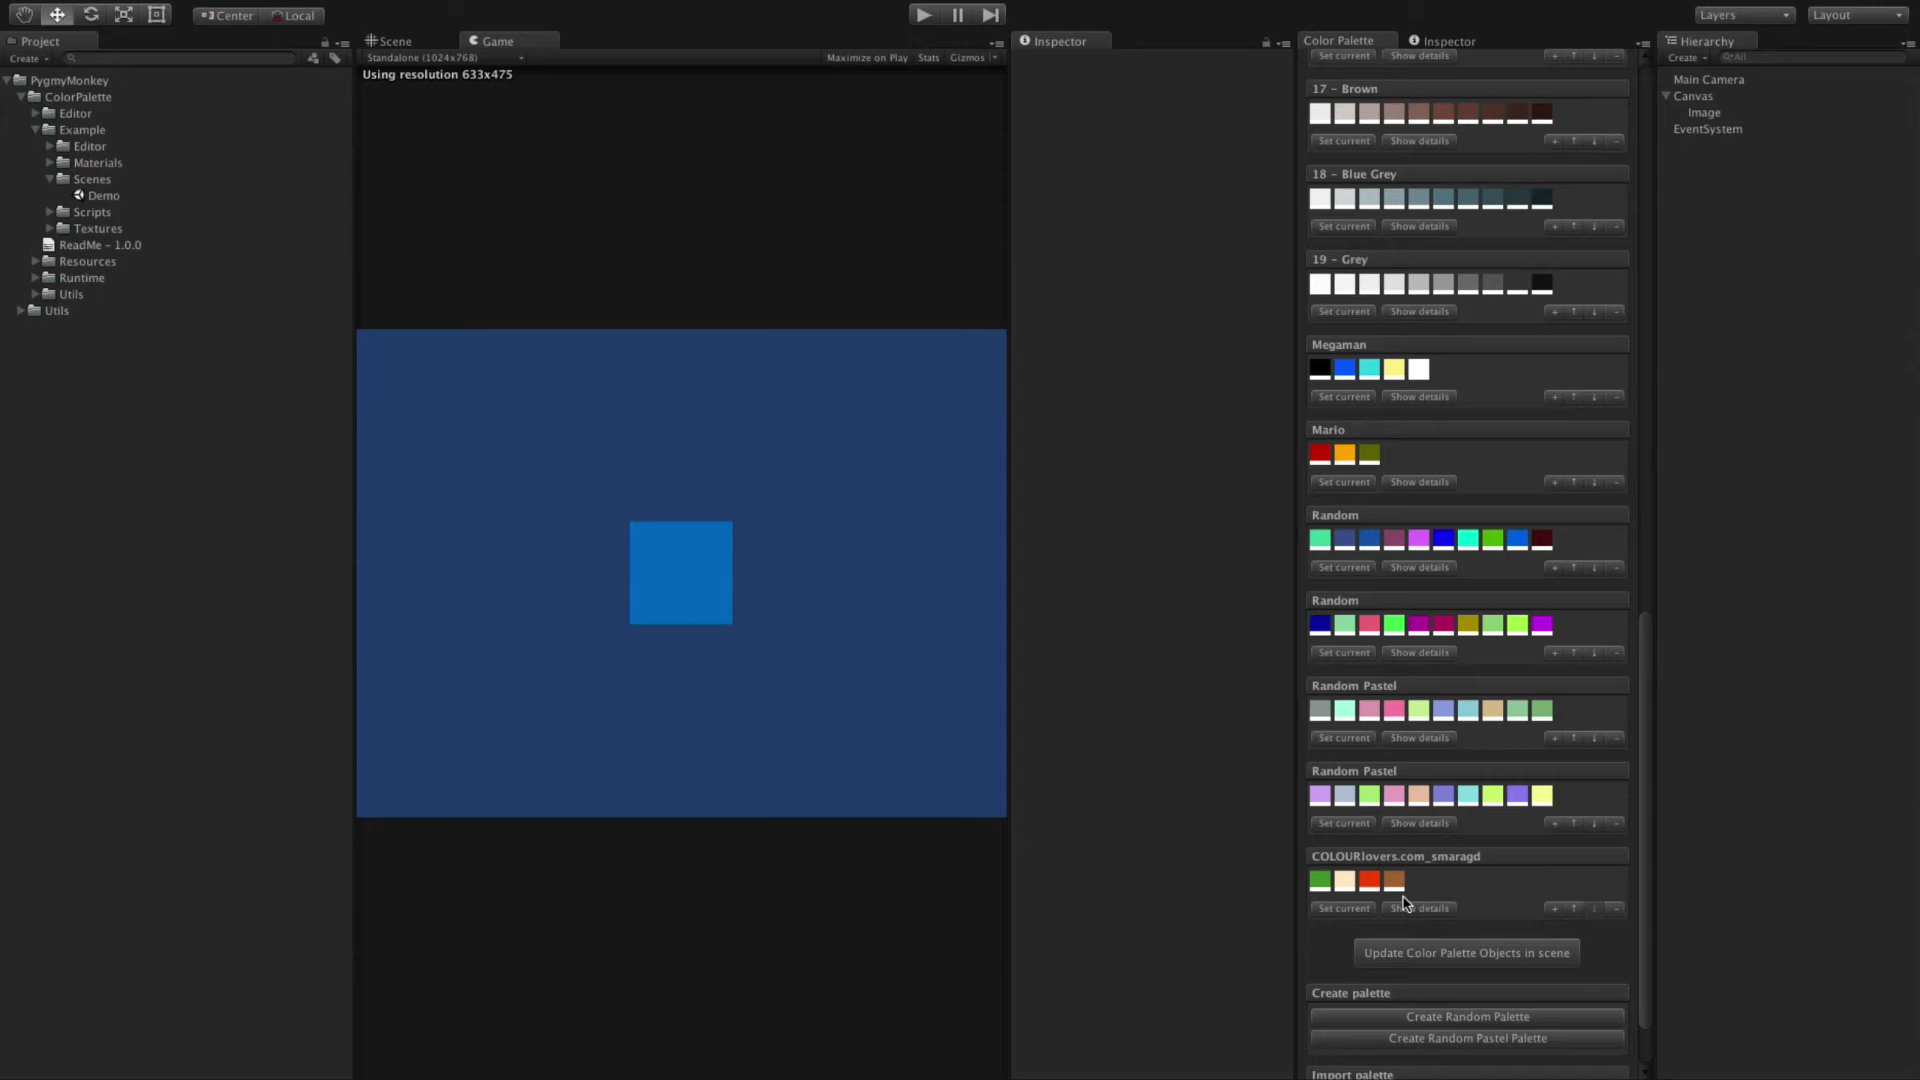 Center
Local
Layers
Layout
Project
Create
PygmyMonkey
ColorPalette
Editor
Example
Editor
Materials
Scenes
Demo
Scripts
Textures
ReadMe - 1.0.0
Resources
Runtime
Utils
Utils
Scene
Game
Standalone (1024x768)
Maximize on Play
Stats
Gizmos
Using resolution 633x475
Inspector
Color Palette
Inspector
Set current
Show details
17 - Brown
Set current
Show details
18 - Blue Grey
Set current
Show details
19 - Grey
Set current
Show details
Megaman
Set current
Show details
Mario
Set current
Show details
Random
Set current
Show details
Random
Set current
Show details
Random Pastel
Set current
Show details
Random Pastel
Set current
Show details
COLOURlovers.com_smaragd
Set current
Show details
Update Color Palette Objects in scene
Create palette
Create Random Palette
Create Random Pastel Palette
Import palette
Hierarchy
Create
All
Main Camera
Canvas
Image
EventSystem